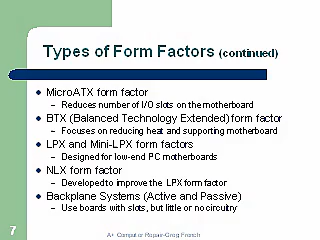 Types of Form Factors (continued)
MicroATX form factor
– Reduces number of I/O slots on the motherboard
BTX (Balanced Technology Extended) form factor
– Focuses on reducing heat and supporting motherboard
LPX and Mini-LPX form factors
– Designed for low-end PC motherboards
NLX form factor
– Developed to improve the LPX form factor
Backplane Systems (Active and Passive)
– Use boards with slots, but little or no circuitry
7
A+ Computer Repair-Greg French